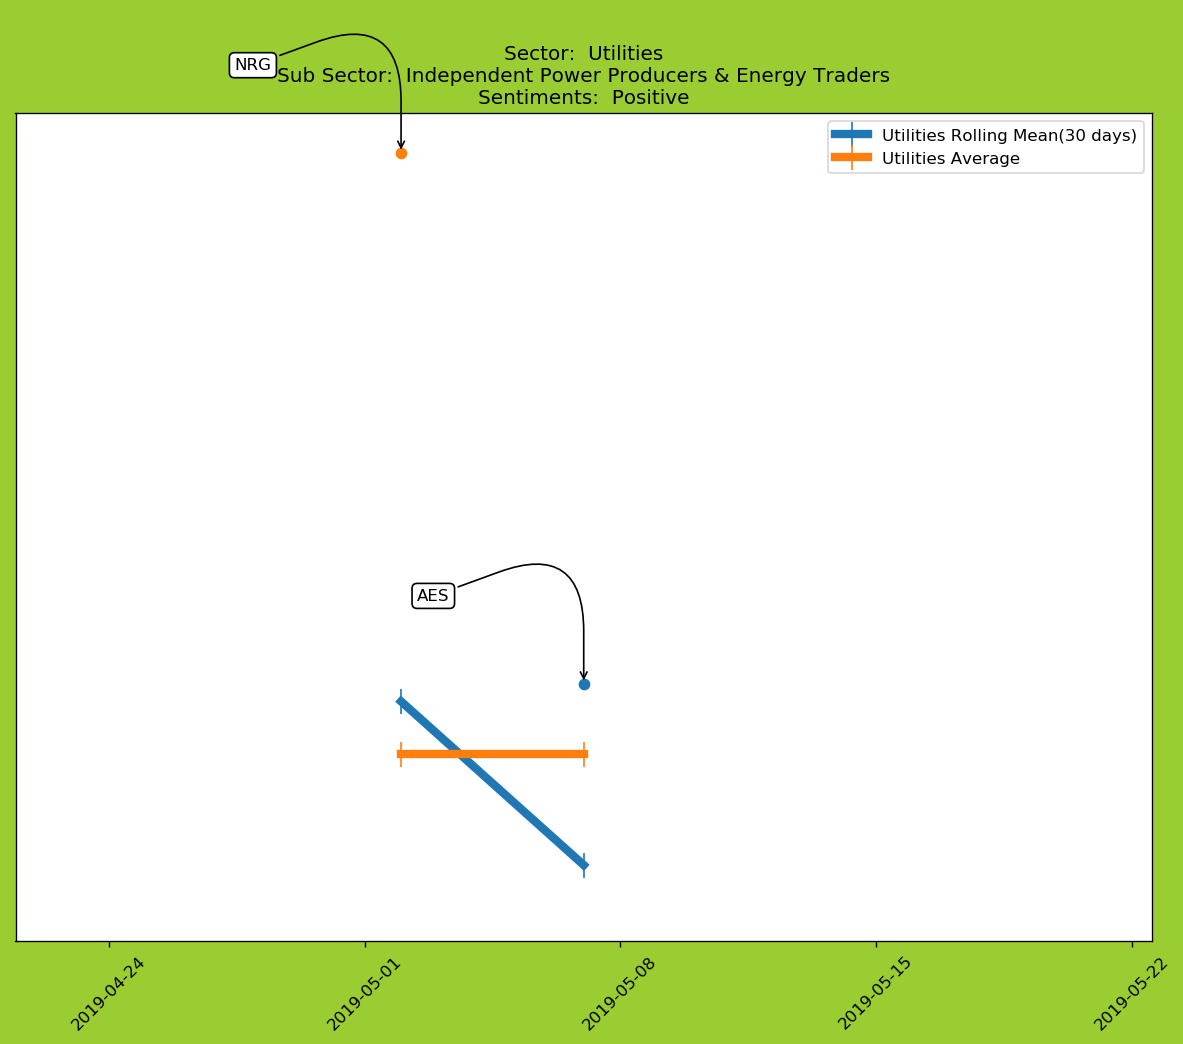 Sector:  Utilities
NRG
Sub Sector:  Independent Power Producers & Energy Traders
Sentiments:  Positive
Utilities Rolling Mean(30 days)
Utilities Average
AES
2019-04-24
2019-05-01
2019-05-08
2019-05-15
2019-05-22